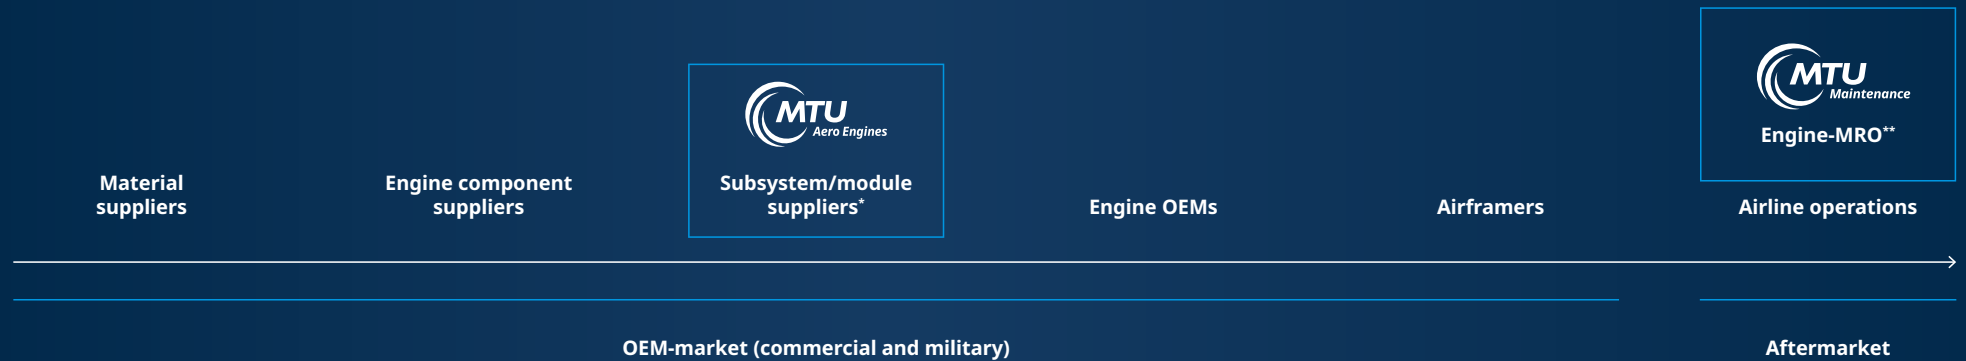 MTU
Maintenance
Engine-MRO**
MTU
Aero Engines
Material
suppliers
Engine component
suppliers
Subsystem/module
suppliers*
Engine OEMs
Airframers
Airline operations
OEM-market (commercial and military)
Aftermarket